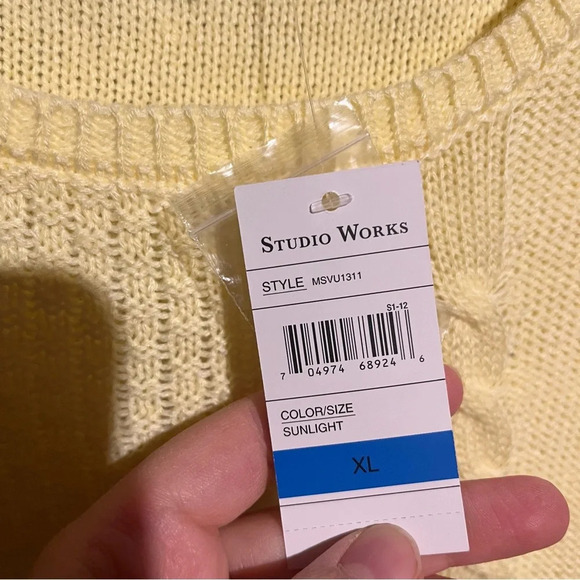 STUDIO WORKS
STYLE MSVU1311
S1-12
7 04974 68924 6
COLOR/SIZE
SUNLIGHT
XL